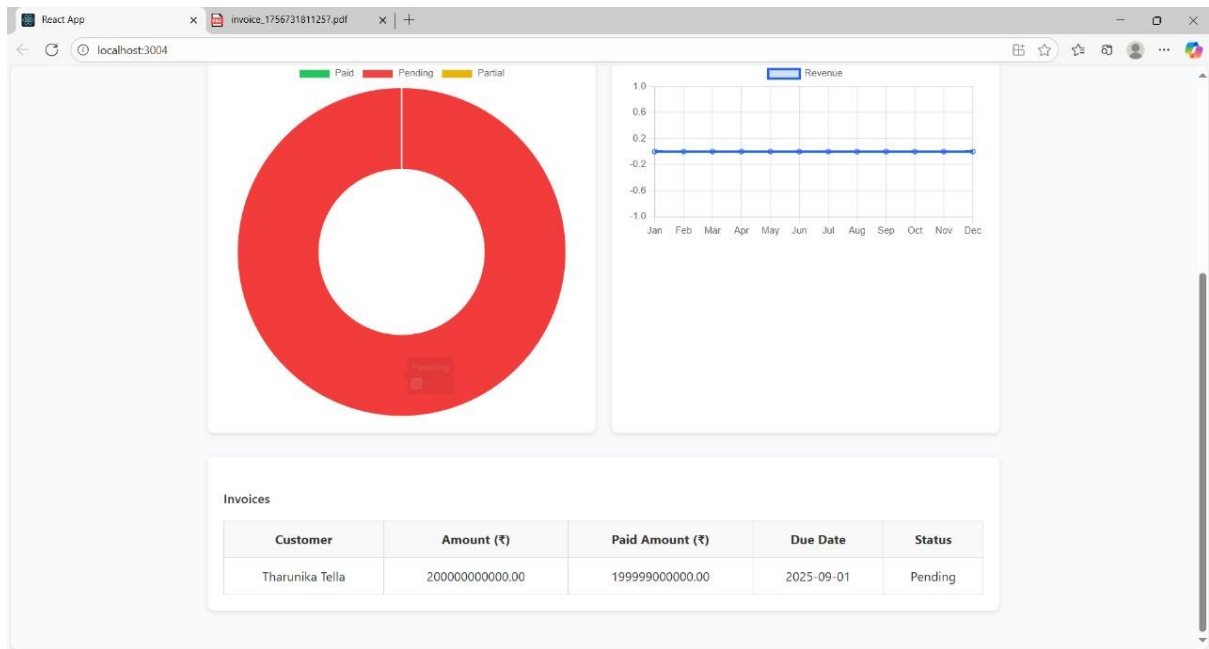 React App
invoice_1756731811257.pdf
localhost:3004
Paid Pending Partial
Revenue
1.0
0.6
0.2
-0.2
-0.6
-1.0
Jan Feb Mar Apr May Jun Jul Aug Sep Oct Nov Dec
Pending
Invoices
Customer Amount (₹) Paid Amount (₹) Due Date Status
Tharunika Tella 200000000000.00 199999000000.00 2025-09-01 Pending